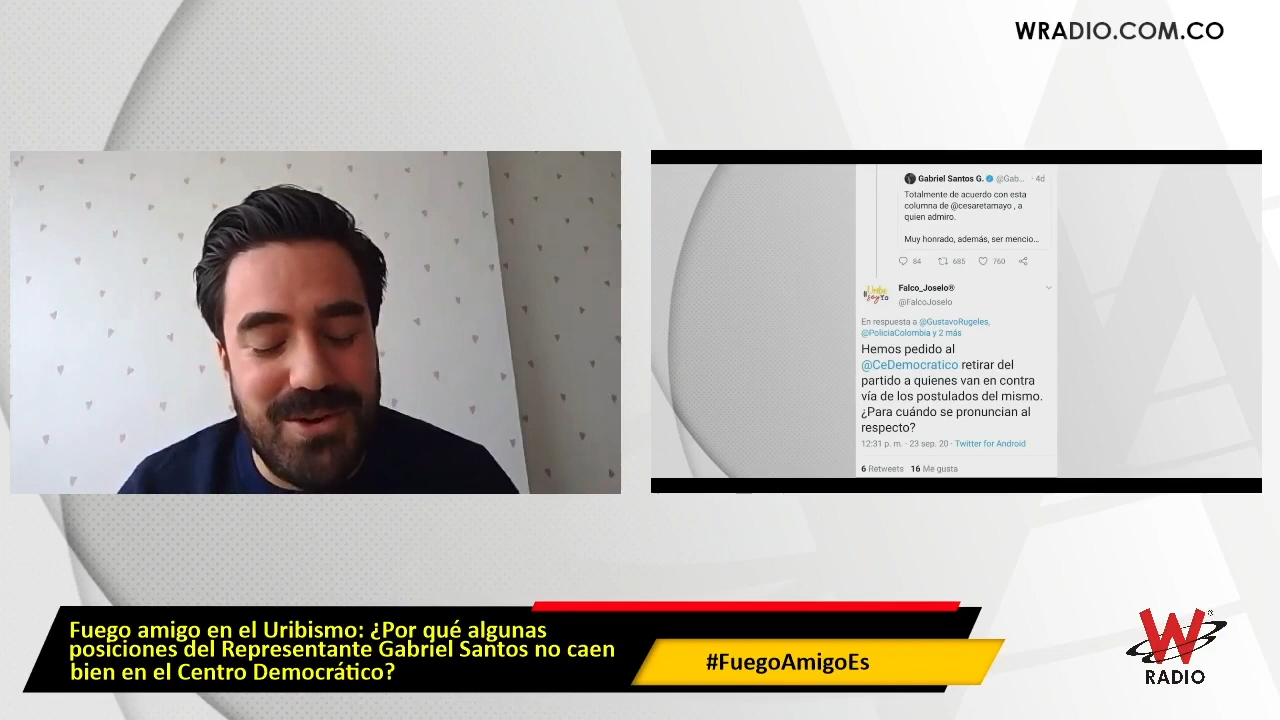 WRADIO.COM.CO
Gabriel Santos G. @Gab... · 4d
Totalmente de acuerdo con esta
columna de @cesaretamayo , a
quien admiro.
Muy honrado, además, ser mencio...
84 685 760
#Uribe
soy Yo
Falco_Joselo®
@FalcoJoselo
En respuesta a @GustavoRugeles,
@PoliciaColombia y 2 más
Hemos pedido al
@CeDemocratico retirar del
partido a quienes van en contra
vía de los postulados del mismo.
¿Para cuándo se pronuncian al
respecto?
12:31 p. m. · 23 sep. 20 · Twitter for Android
6 Retweets 16 Me gusta
Fuego amigo en el Uribismo: ¿Por qué algunas
posiciones del Representante Gabriel Santos no caen
bien en el Centro Democrático?
#FuegoAmigoEs
W®
RADIO